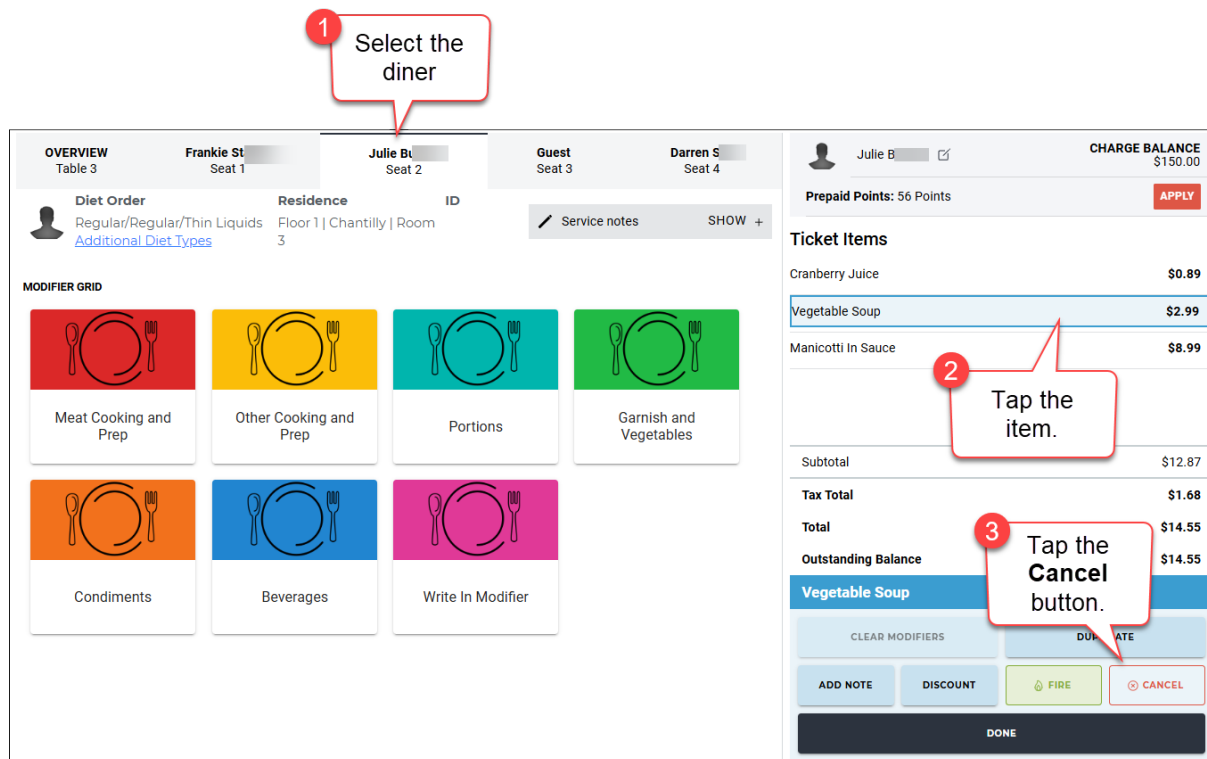 1
Select the
diner
OVERVIEW
Table 3
Frankie St
Seat 1
Julie Bu
Seat 2
Guest
Seat 3
Darren S
Seat 4
Diet Order
Regular/Regular/Thin Liquids
Additional Diet Types
Residence
Floor 1 | Chantilly | Room
3
ID
Service notes SHOW +
MODIFIER GRID
Meat Cooking and
Prep
Other Cooking and
Prep
Portions
Garnish and
Vegetables
Condiments
Beverages
Write In Modifier
Julie B
CHARGE BALANCE
$150.00
Prepaid Points: 56 Points APPLY
Ticket Items
Cranberry Juice $0.89
Vegetable Soup $2.99
Manicotti In Sauce $8.99
2
Tap the
item.
Subtotal $12.87
Tax Total $1.68
Total $14.55
Outstanding Balance $14.55
3
Tap the
Cancel
button.
Vegetable Soup
CLEAR MODIFIERS
ADD NOTE DISCOUNT FIRE CANCEL
DONE